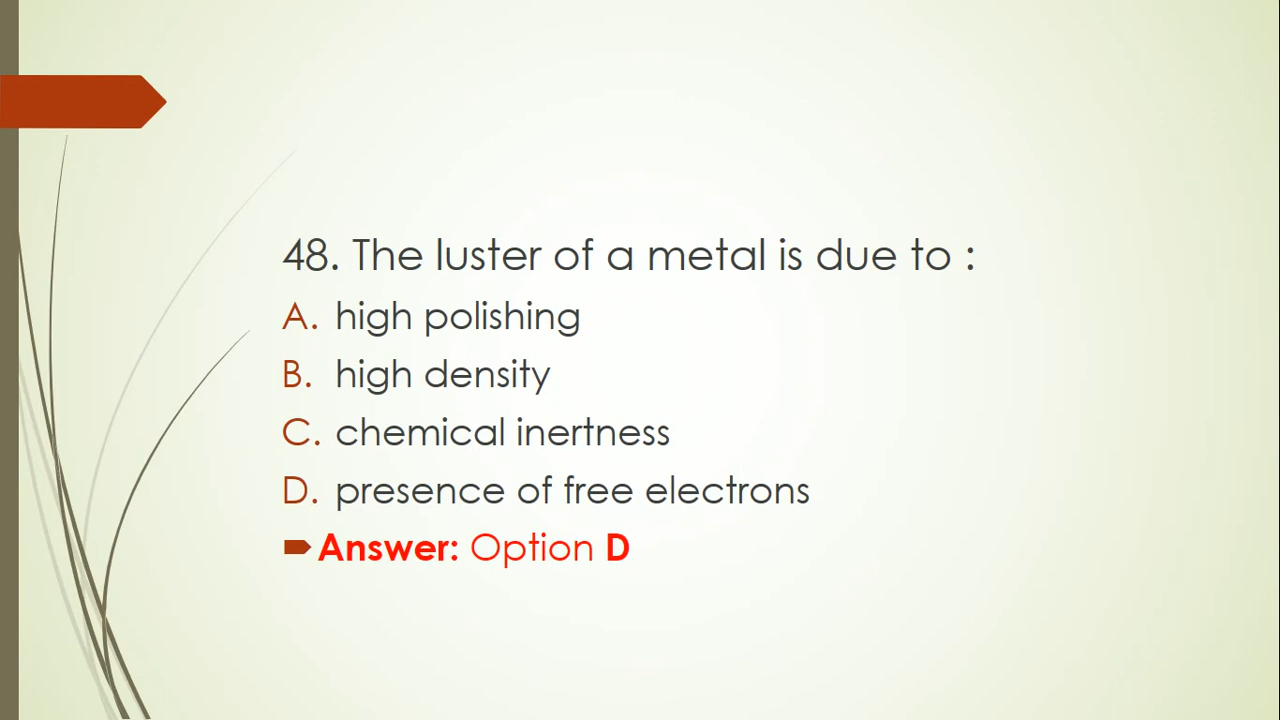 48. The luster of a metal is due to :
A. high polishing
B. high density
C. chemical inertness
D. presence of free electrons
Answer: Option D